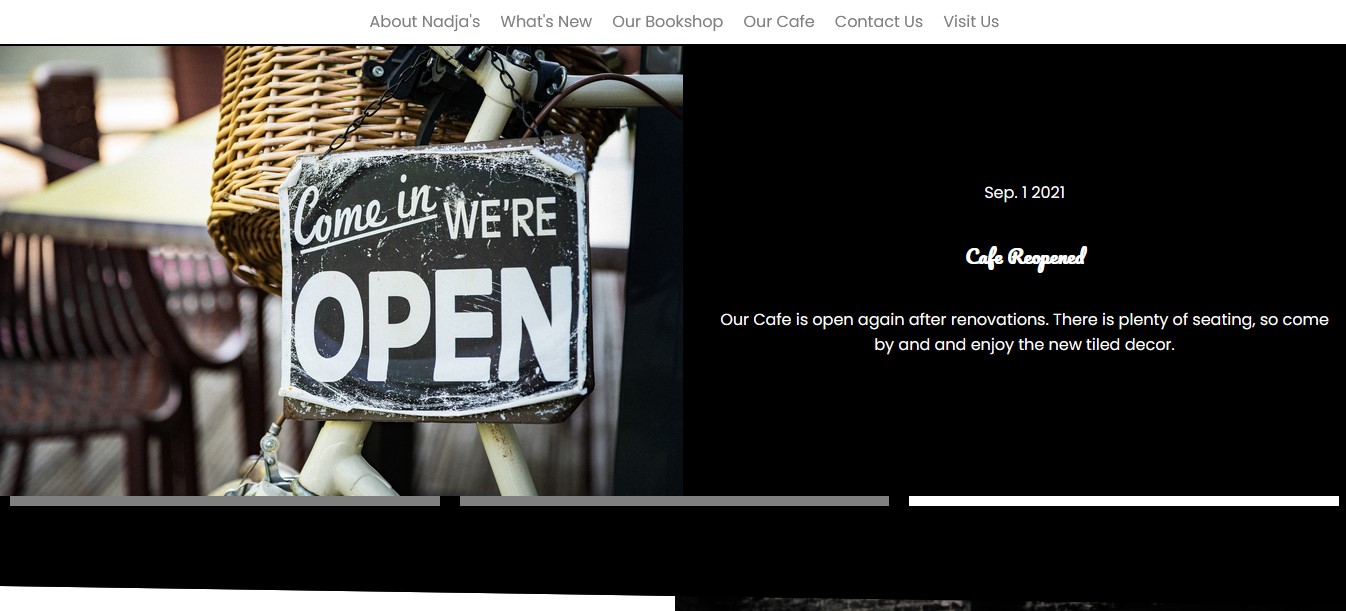 About Nadja's What's New Our Bookshop Our Cafe Contact Us Visit Us
Come in WE'RE
OPEN
Sep. 1 2021
Cafe Reopened
Our Cafe is open again after renovations. There is plenty of seating, so come
by and and enjoy the new tiled decor.